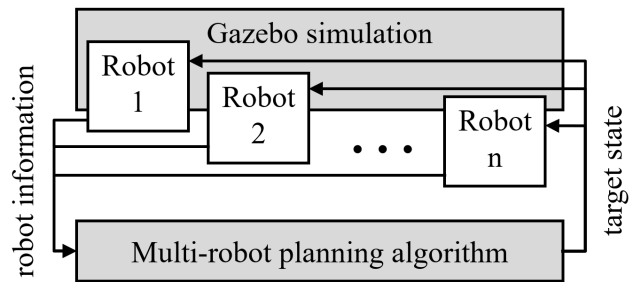 Gazebo simulation
Robot
1
Robot
2
Robot
n
robot information
target state
Multi-robot planning algorithm